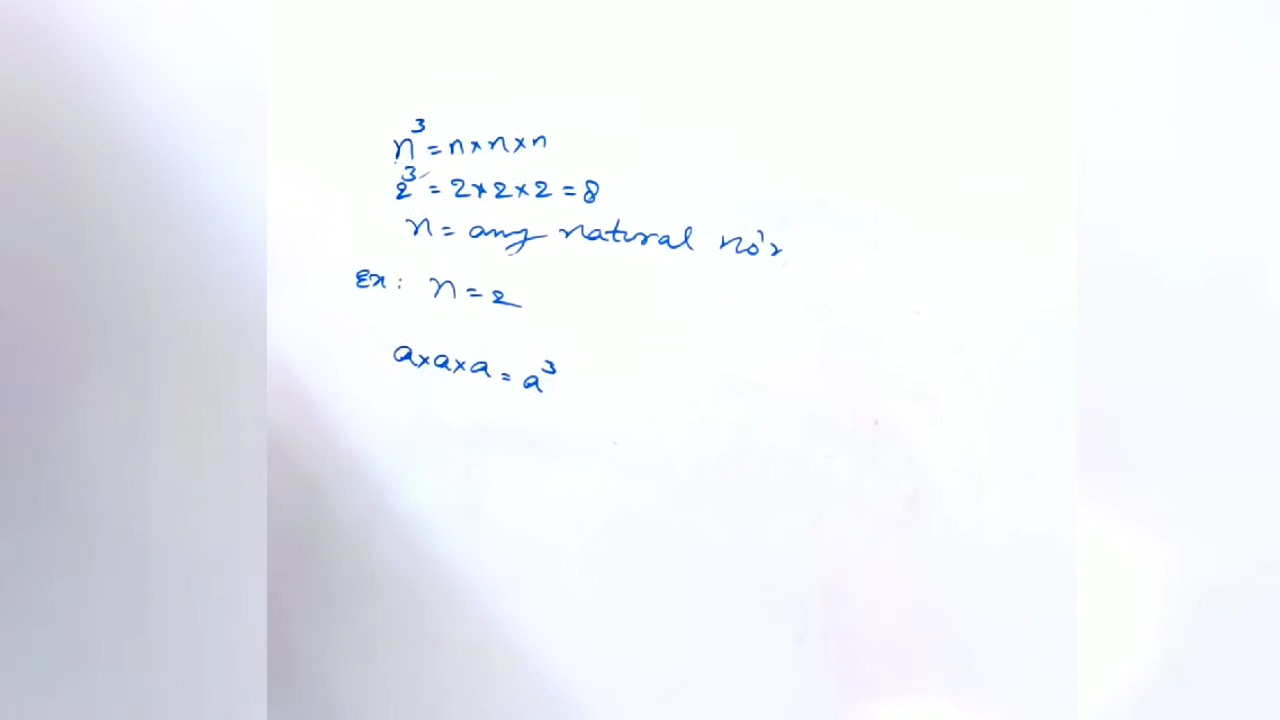 n³ = n × n × n
2³ = 2 × 2 × 2 = 8
n = any natural no's
Ex : n = 2
a × a × a = a³